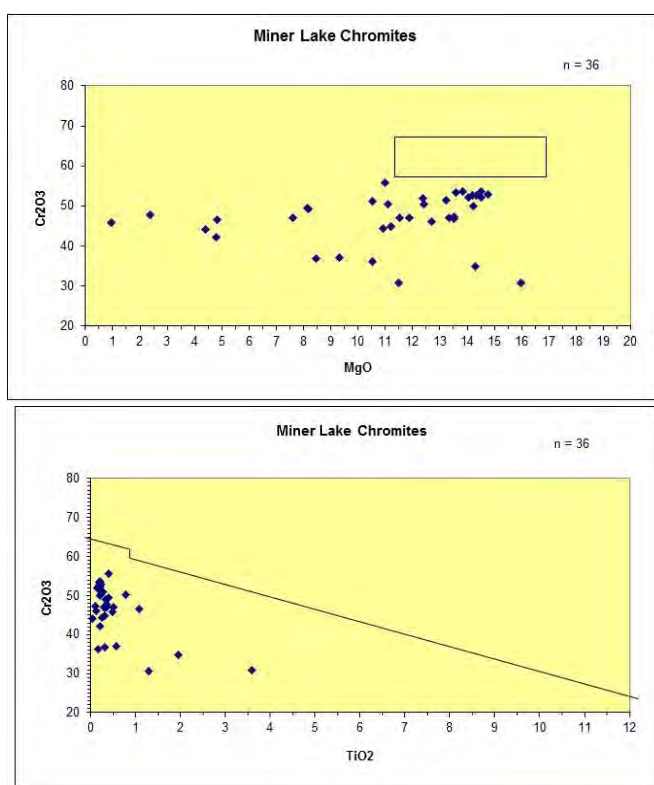 Miner Lake Chromites
n = 36
80
70
60
50
40
30
20
Cr2O3
0 1 2 3 4 5 6 7 8 9 10 11 12 13 14 15 16 17 18 19 20
MgO
Miner Lake Chromites
n = 36
80
70
60
50
40
30
20
Cr2O3
0 1 2 3 4 5 6 7 8 9 10 11 12
TiO2